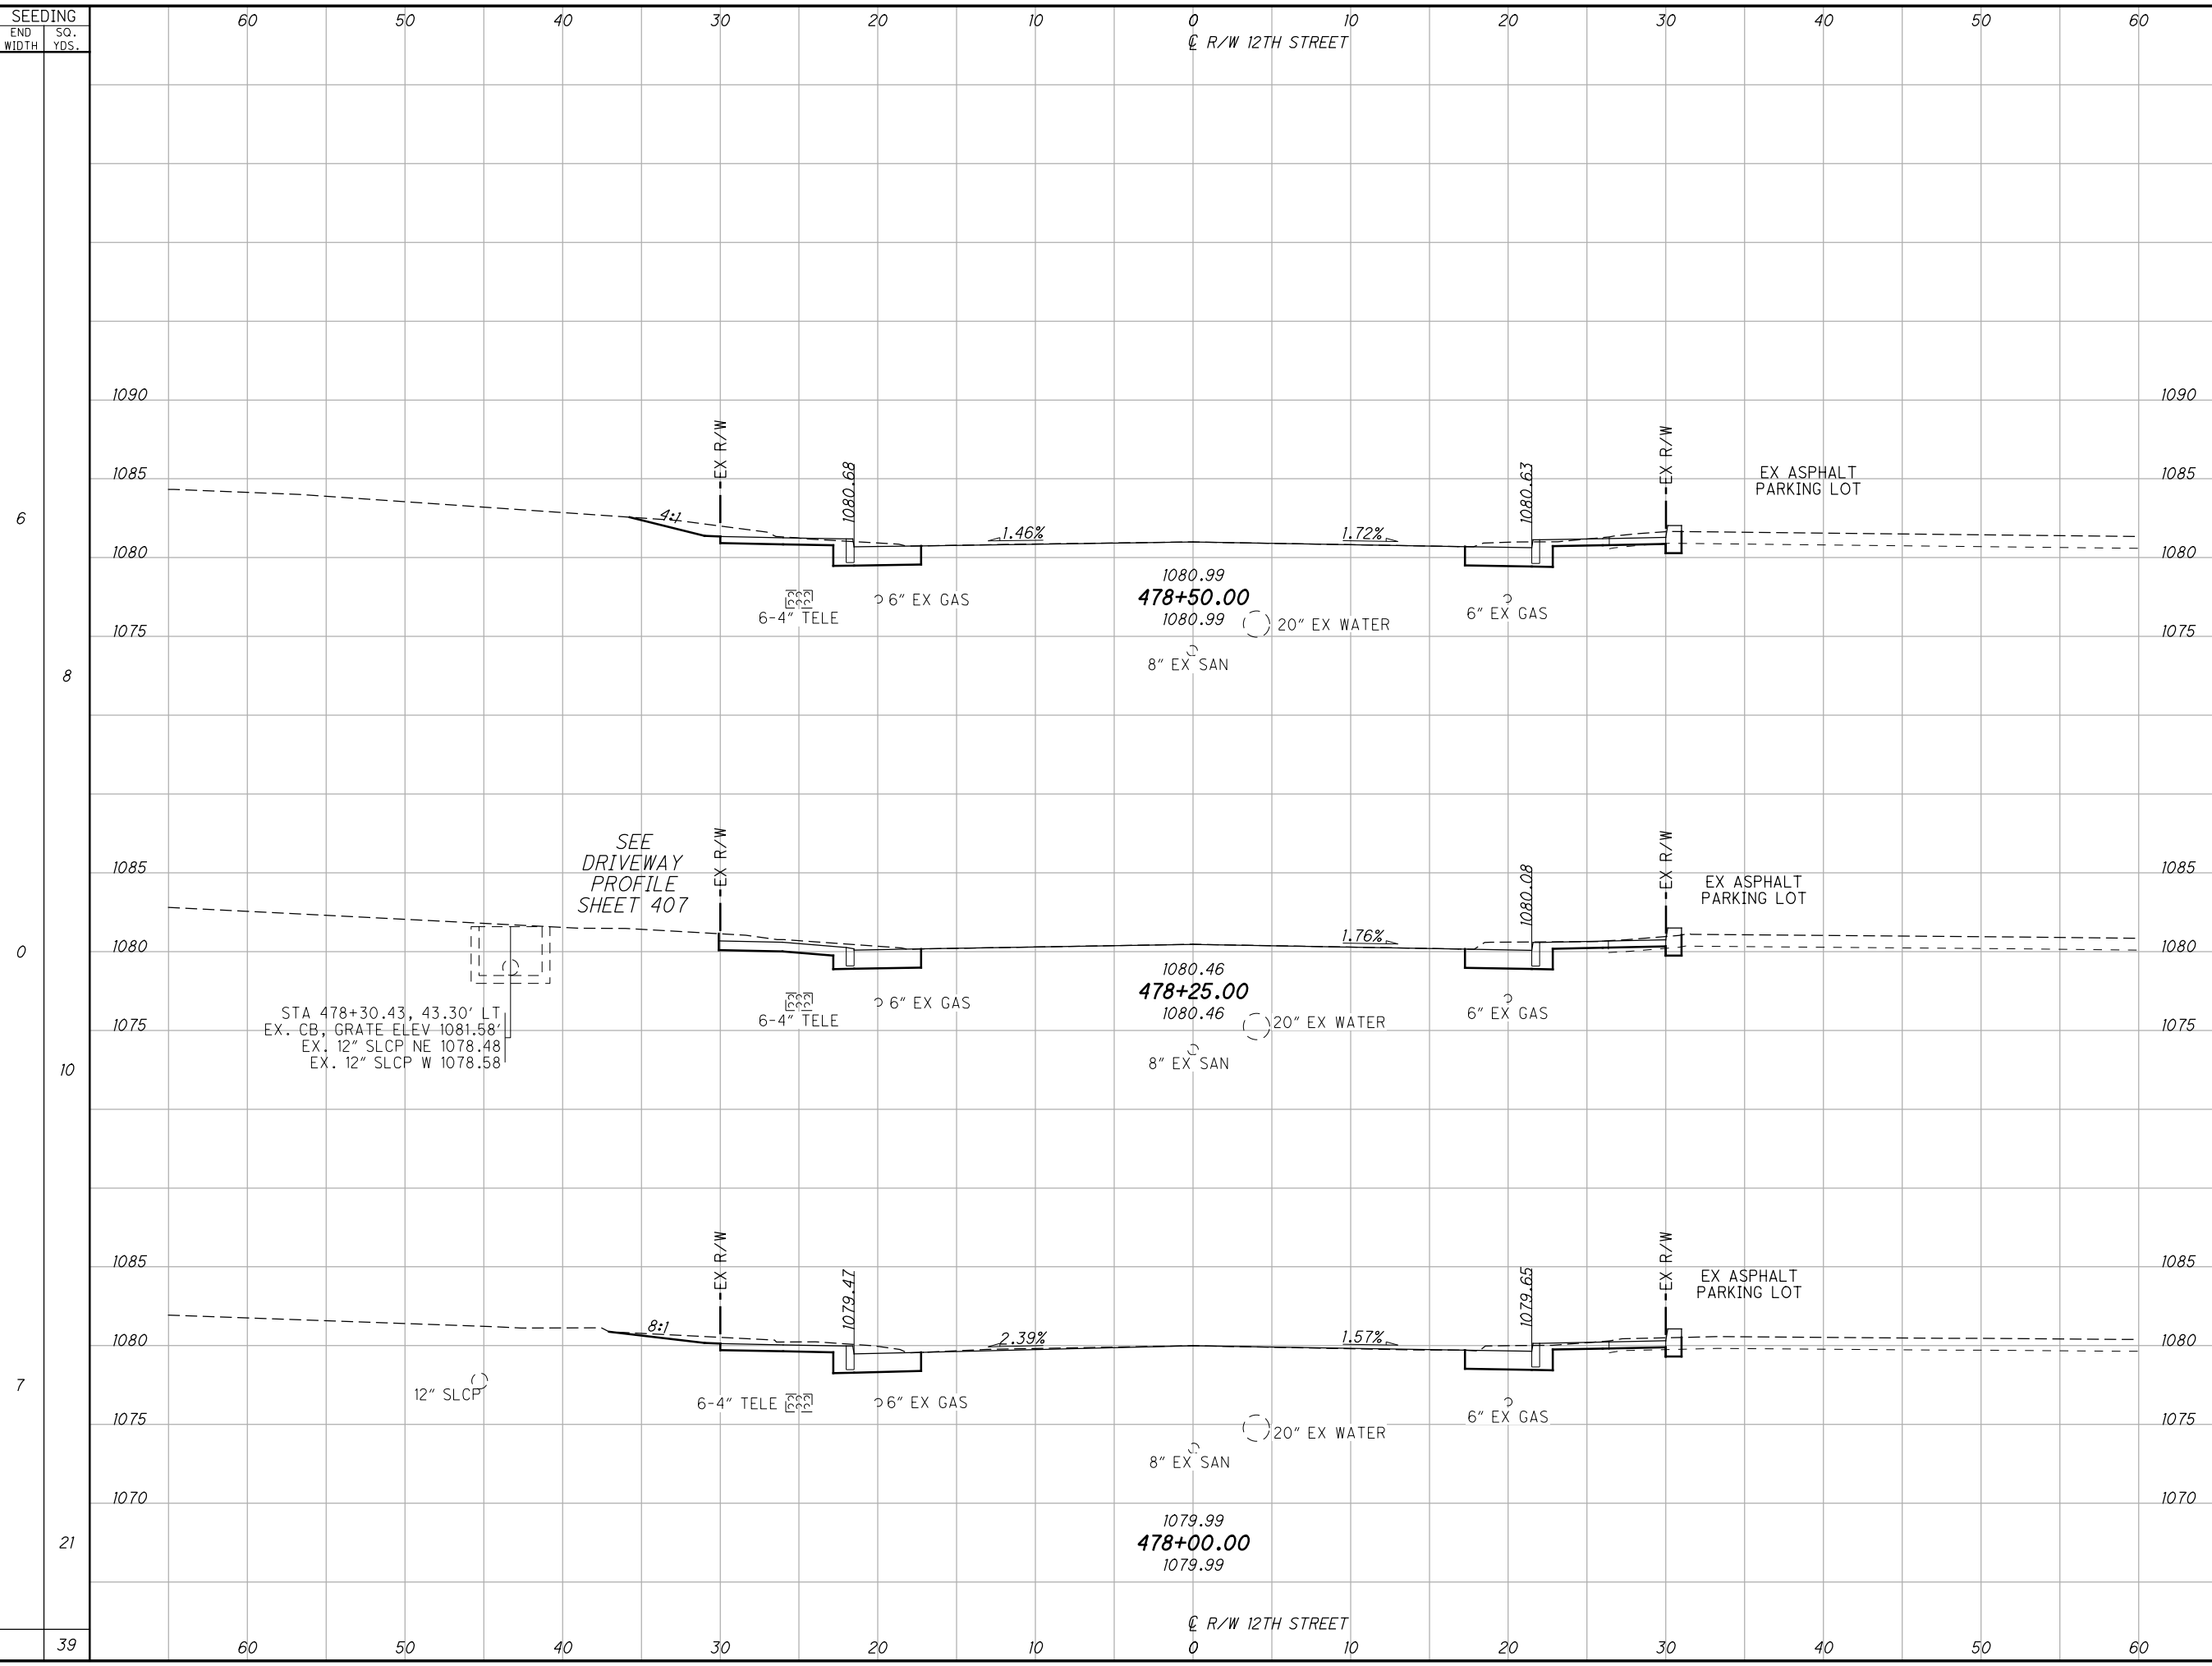 SEEDING
END WIDTH
SQ. YDS.
60 50 40 30 20 10 0 10 20 30 40 50 60
℄ R/W 12TH STREET
1090 1090
EX R/W
1080.68
1080.63
EX R/W
1085 1085
EX ASPHALT
PARKING LOT
6
4:1
1.46%
1.72%
1080 1080
1080.99
478+50.00
1080.99
6-4" TELE
6" EX GAS
20" EX WATER
6" EX GAS
1075 1075
8" EX SAN
8
SEE
DRIVEWAY
PROFILE
SHEET 407
EX R/W
1080.08
EX R/W
1085 1085
EX ASPHALT
PARKING LOT
1.76%
0
1080 1080
1080.46
478+25.00
1080.46
STA 478+30.43, 43.30' LT
EX. CB, GRATE ELEV 1081.58'
EX. 12" SLCP NE 1078.48
EX. 12" SLCP W 1078.58
6-4" TELE
6" EX GAS
20" EX WATER
6" EX GAS
1075 1075
8" EX SAN
10
EX R/W
1079.47
1079.65
EX R/W
1085 1085
EX ASPHALT
PARKING LOT
8:1
2.39%
1.57%
1080 1080
7
12" SLCP
6-4" TELE
6" EX GAS
20" EX WATER
6" EX GAS
1075 1075
8" EX SAN
1070 1070
1079.99
478+00.00
1079.99
21
℄ R/W 12TH STREET
39
60 50 40 30 20 10 0 10 20 30 40 50 60